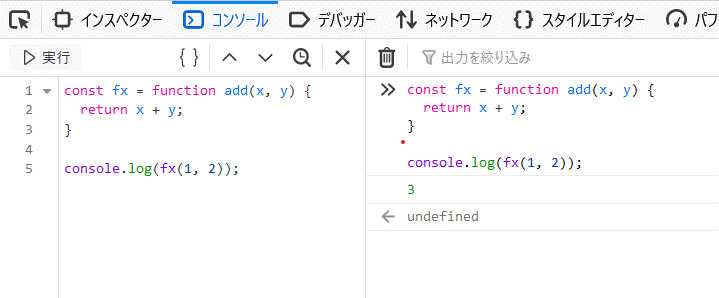 インスペクター コンソール デバッガー ネットワーク {} スタイルエディター パフ
実行 { } 出力を絞り込み
1 const fx = function add(x, y) {
2   return x + y;
3 }
4
5 console.log(fx(1, 2));
const fx = function add(x, y) {
  return x + y;
}
console.log(fx(1, 2));
3
undefined